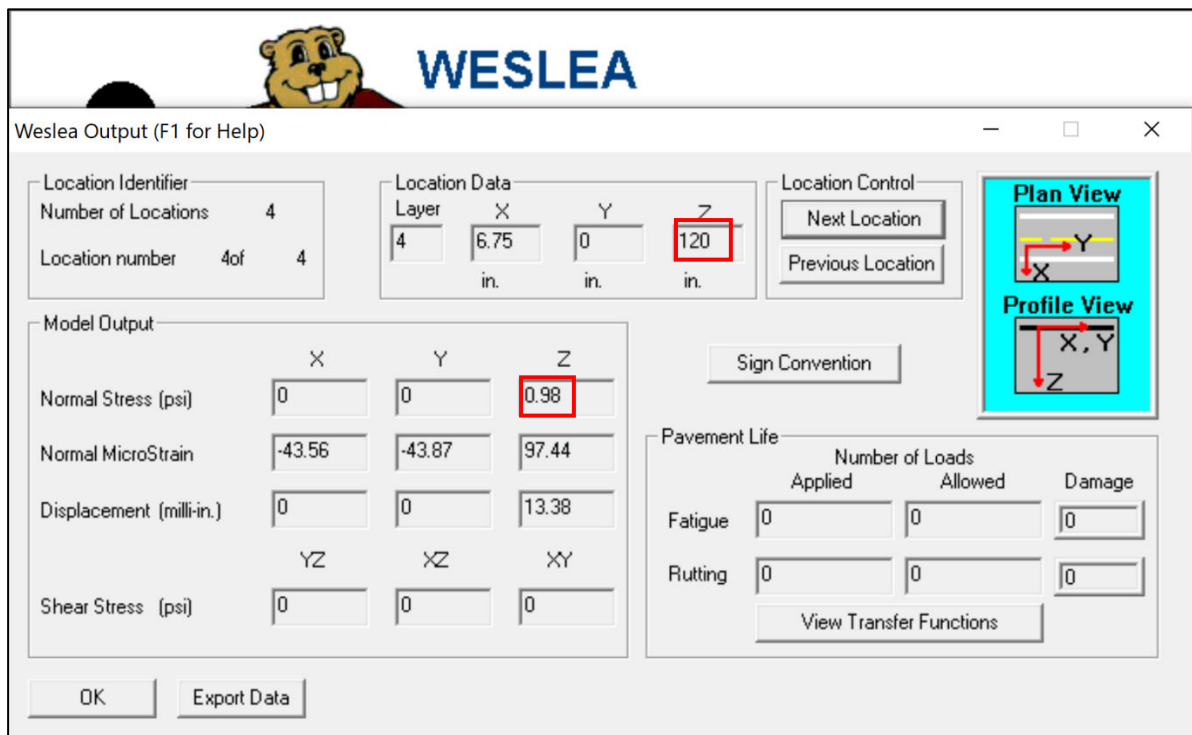 WESLEA
Weslea Output (F1 for Help)
Location Identifier
Number of Locations 4
Location number 4of 4
Location Data
Layer X Y Z
4 6.75 0 120
in. in. in.
Location Control
Next Location
Previous Location
Plan View
Y
X
Profile View
X, Y
Z
Model Output
X Y Z
Normal Stress (psi) 0 0 0.98
Normal MicroStrain -43.56 -43.87 97.44
Displacement (milli-in.) 0 0 13.38
YZ XZ XY
Shear Stress (psi) 0 0 0
Sign Convention
Pavement Life
Number of Loads
Applied Allowed Damage
Fatigue 0 0 0
Rutting 0 0 0
View Transfer Functions
OK Export Data